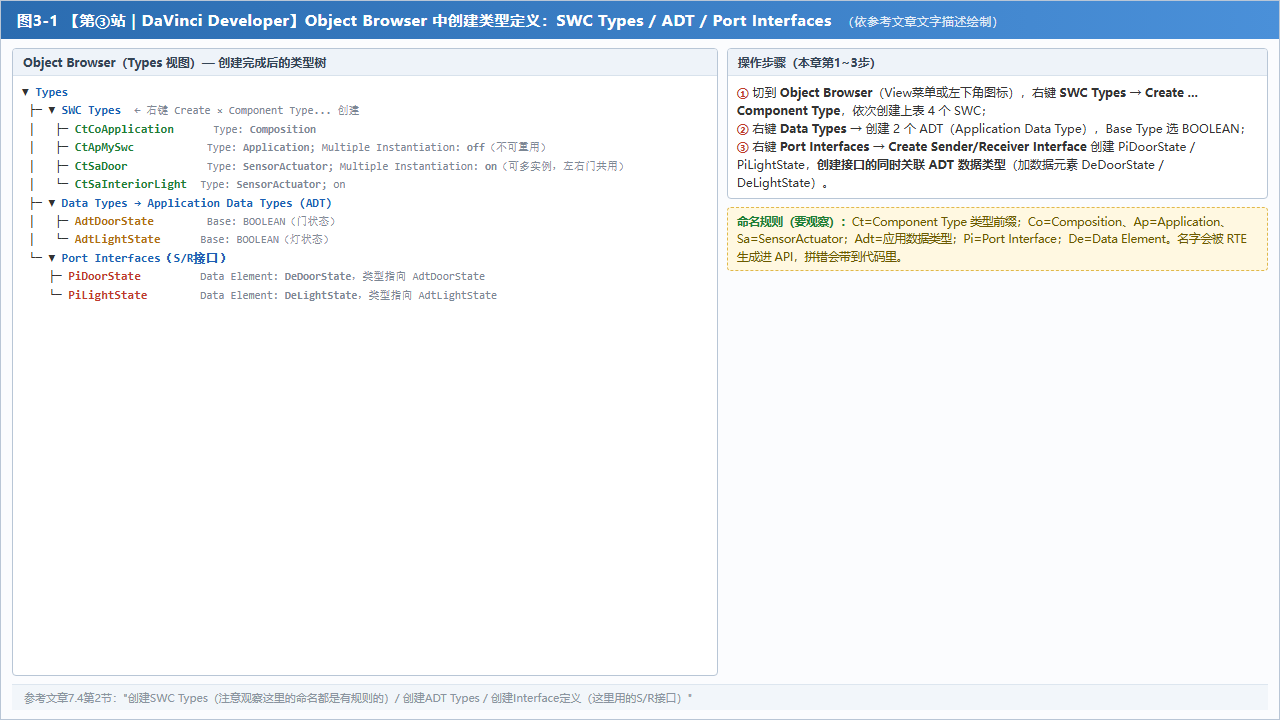 图3-1 【第③站 | DaVinci Developer】Object Browser 中创建类型定义：SWC Types / ADT / Port Interfaces （依参考文章文字描述绘制）
Object Browser（Types 视图）— 创建完成后的类型树
▼ Types
├─ ▼ SWC Types ← 右键 Create × Component Type... 创建
│ ├─ CtCoApplication Type: Composition
│ ├─ CtApMySwc Type: Application; Multiple Instantiation: off（不可重用）
│ ├─ CtSaDoor Type: SensorActuator; Multiple Instantiation: on（可多实例，左右门共用）
│ └─ CtSaInteriorLight Type: SensorActuator; on
├─ ▼ Data Types → Application Data Types (ADT)
│ ├─ AdtDoorState Base: BOOLEAN（门状态）
│ └─ AdtLightState Base: BOOLEAN（灯状态）
└─ ▼ Port Interfaces（S/R接口）
├─ PiDoorState Data Element: DeDoorState，类型指向 AdtDoorState
└─ PiLightState Data Element: DeLightState，类型指向 AdtLightState
操作步骤（本章第1~3步）
① 切到 Object Browser（View菜单或左下角图标），右键 SWC Types → Create ...
Component Type，依次创建上表 4 个 SWC；
② 右键 Data Types → 创建 2 个 ADT（Application Data Type），Base Type 选 BOOLEAN；
③ 右键 Port Interfaces → Create Sender/Receiver Interface 创建 PiDoorState /
PiLightState，创建接口的同时关联 ADT 数据类型（加数据元素 DeDoorState /
DeLightState）。
命名规则（要观察）：Ct=Component Type 类型前缀；Co=Composition、Ap=Application、
Sa=SensorActuator；Adt=应用数据类型；Pi=Port Interface；De=Data Element。名字会被 RTE
生成进 API，拼错会带到代码里。
参考文章7.4第2节："创建SWC Types（注意观察这里的命名都是有规则的）/ 创建ADT Types / 创建Interface定义（这里用的S/R接口）"